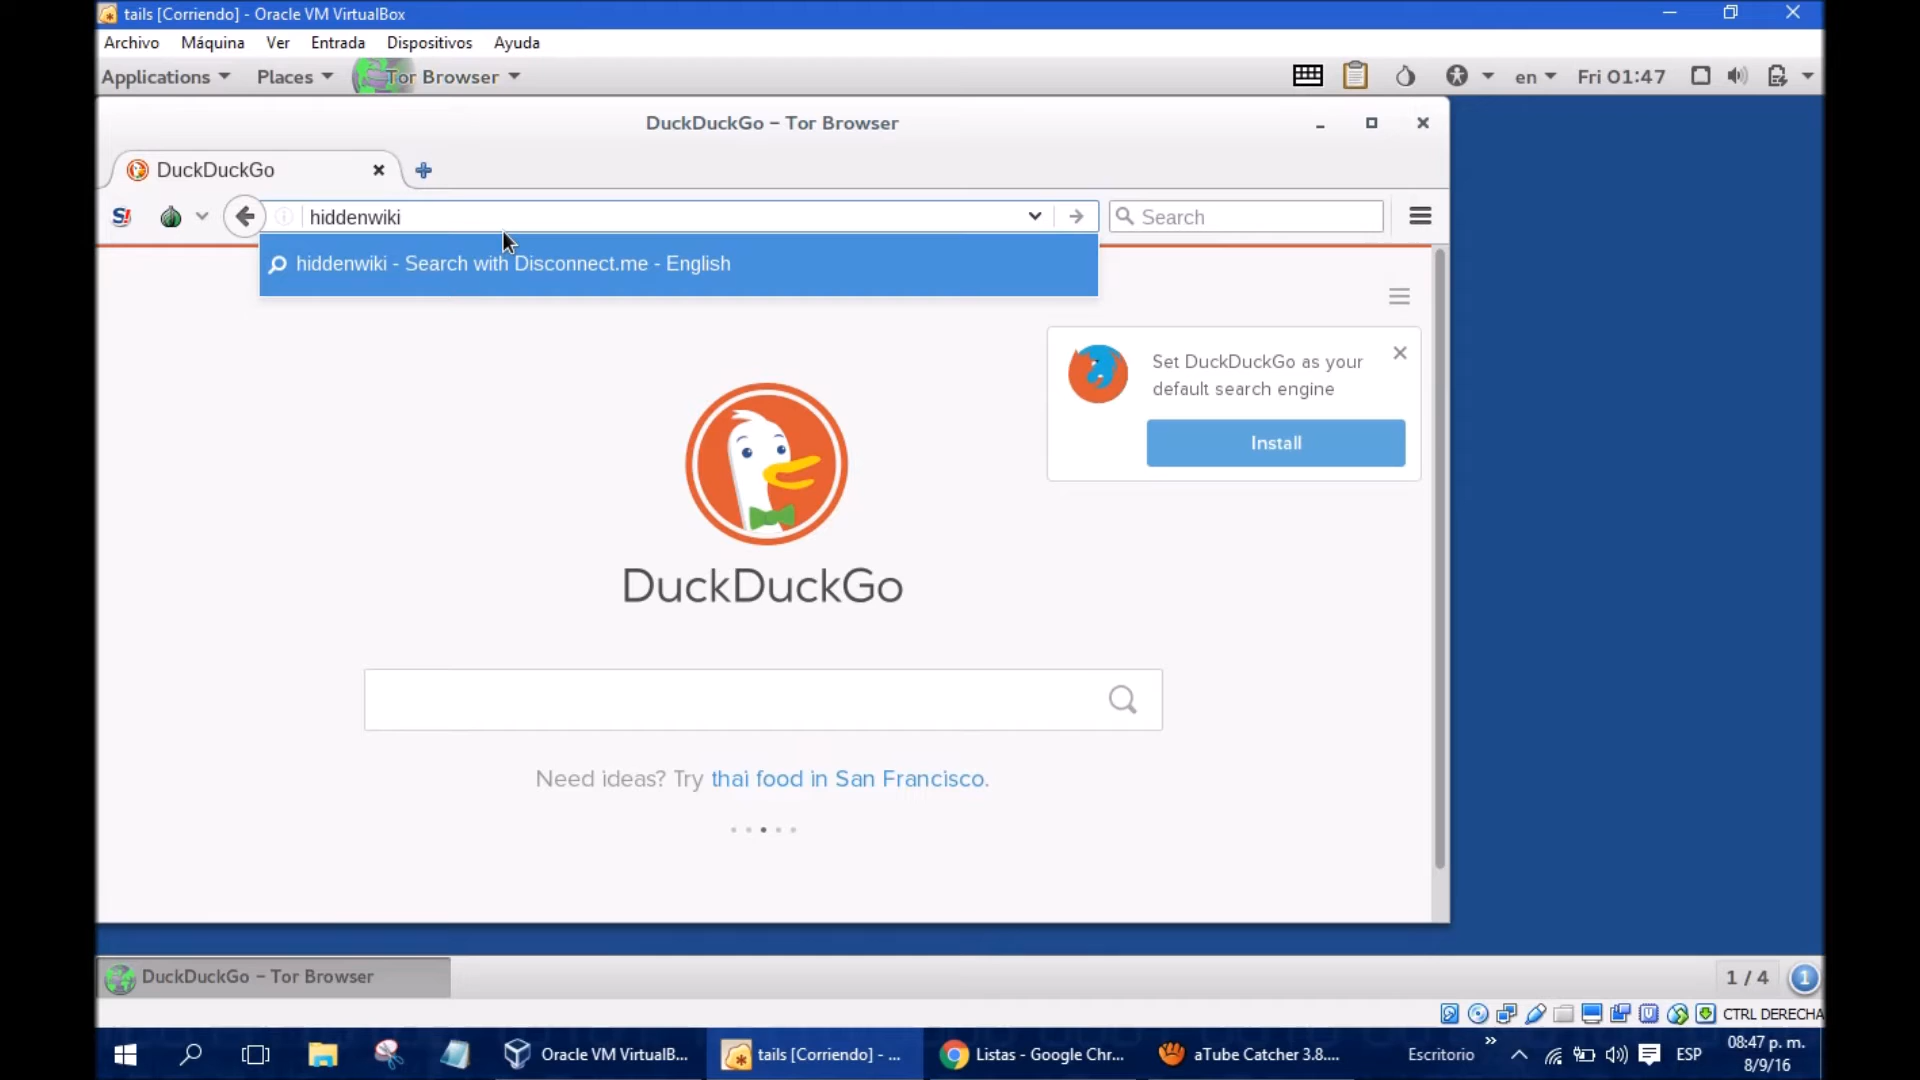 tails [Corriendo] - Oracle VM VirtualBox
Archivo Máquina Ver Entrada Dispositivos Ayuda
Applications Places Tor Browser en Fri 01:47
DuckDuckGo – Tor Browser
DuckDuckGo
S! hiddenwiki Search
hiddenwiki - Search with Disconnect.me - English
Set DuckDuckGo as your
default search engine
Install
DuckDuckGo
Need ideas? Try thai food in San Francisco.
DuckDuckGo – Tor Browser 1 / 4 1
CTRL DERECHA
Oracle VM VirtualB... tails [Corriendo] - ... Listas - Google Chr... aTube Catcher 3.8.... Escritorio » ESP 08:47 p. m.
8/9/16